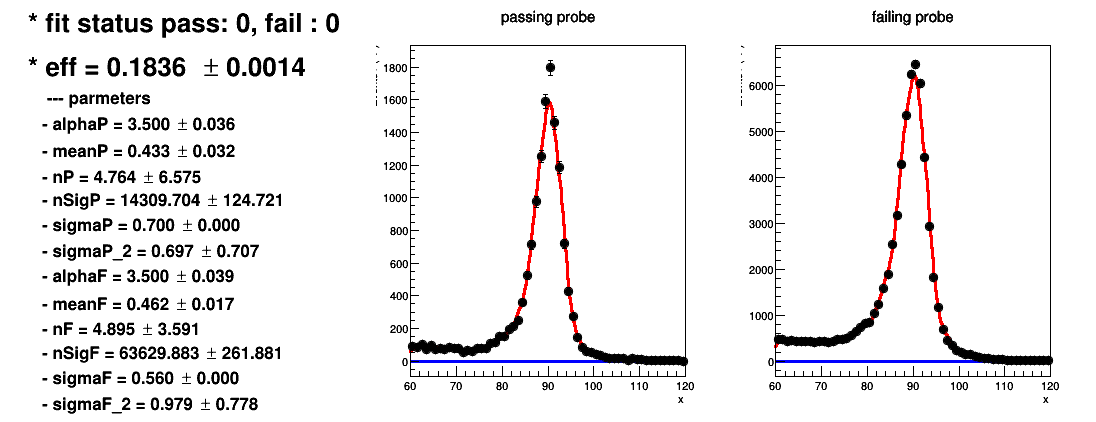 * fit status pass: 0, fail : 0
* eff = 0.1836 ± 0.0014
--- parmeters
- alphaP = 3.500 ± 0.036
- meanP = 0.433 ± 0.032
- nP = 4.764 ± 6.575
- nSigP = 14309.704 ± 124.721
- sigmaP = 0.700 ± 0.000
- sigmaP_2 = 0.697 ± 0.707
- alphaF = 3.500 ± 0.039
- meanF = 0.462 ± 0.017
- nF = 4.895 ± 3.591
- nSigF = 63629.883 ± 261.881
- sigmaF = 0.560 ± 0.000
- sigmaF_2 = 0.979 ± 0.778
passing probe
1800
1600
1400
1200
1000
800
600
400
200
0
60 70 80 90 100 110 120
x
failing probe
6000
5000
4000
3000
2000
1000
0
60 70 80 90 100 110 120
x